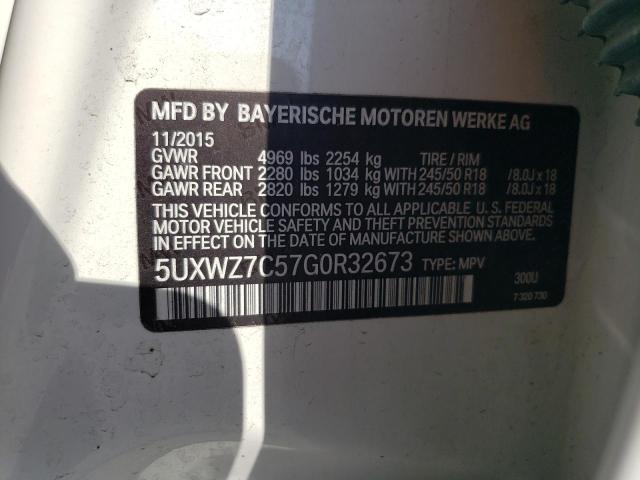 MFD BY BAYERISCHE MOTOREN WERKE AG
11/2015
GVWR 4969 lbs 2254 kg TIRE / RIM
GAWR FRONT 2280 lbs 1034 kg WITH 245/50 R18 /8.0J x 18
GAWR REAR 2820 lbs 1279 kg WITH 245/50 R18 /8.0J x 18
THIS VEHICLE CONFORMS TO ALL APPLICABLE U.S. FEDERAL
MOTOR VEHICLE SAFETY AND THEFT PREVENTION STANDARDS
IN EFFECT ON THE DATE OF MANUFACTURE SHOWN ABOVE.
5UXWZ7C57G0R32673 TYPE: MPV
300U
7 320 730